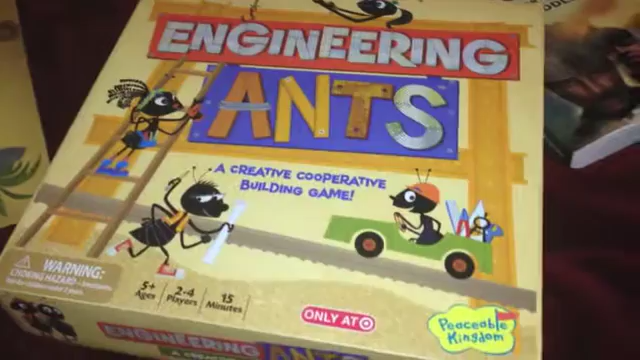 ENGINEERING
ANTS
A CREATIVE COOPERATIVE
BUILDING GAME!
WARNING:
CHOKING HAZARD
5+
Ages
2-4
Players
15
Minutes
ONLY AT
Peaceable
Kingdom
ENGINEERING ANTS